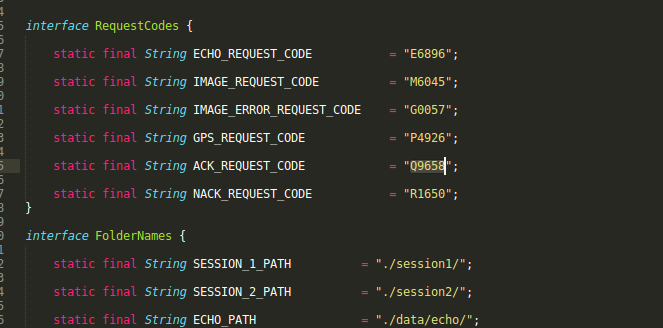 interface RequestCodes {
static final String ECHO_REQUEST_CODE = "E6896";
static final String IMAGE_REQUEST_CODE = "M6045";
static final String IMAGE_ERROR_REQUEST_CODE = "G0057";
static final String GPS_REQUEST_CODE = "P4926";
static final String ACK_REQUEST_CODE = "Q9658";
static final String NACK_REQUEST_CODE = "R1650";
}
interface FolderNames {
static final String SESSION_1_PATH = "./session1/";
static final String SESSION_2_PATH = "./session2/";
static final String ECHO_PATH = "./data/echo/";